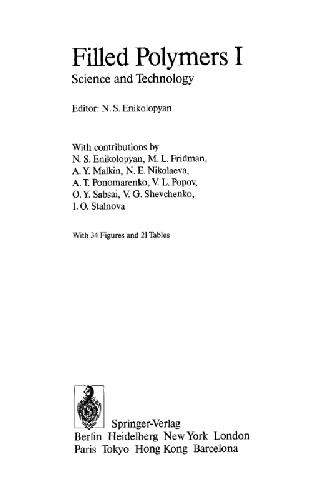 Filled Polymers I
Science and Technology
Editor: N. S. Enikolopyan
With contributions by
N. S. Enikolopyan, M. L. Fridman,
A. Y. Malkin, N. E. Nikolaeva,
A. T. Ponomarenko, V. L. Popov,
O. Y. Sabsai, V. G. Shevchenko,
I. O. Stalnova
With 34 Figures and 21 Tables
Springer-Verlag
Berlin Heidelberg New York London
Paris Tokyo Hong Kong Barcelona